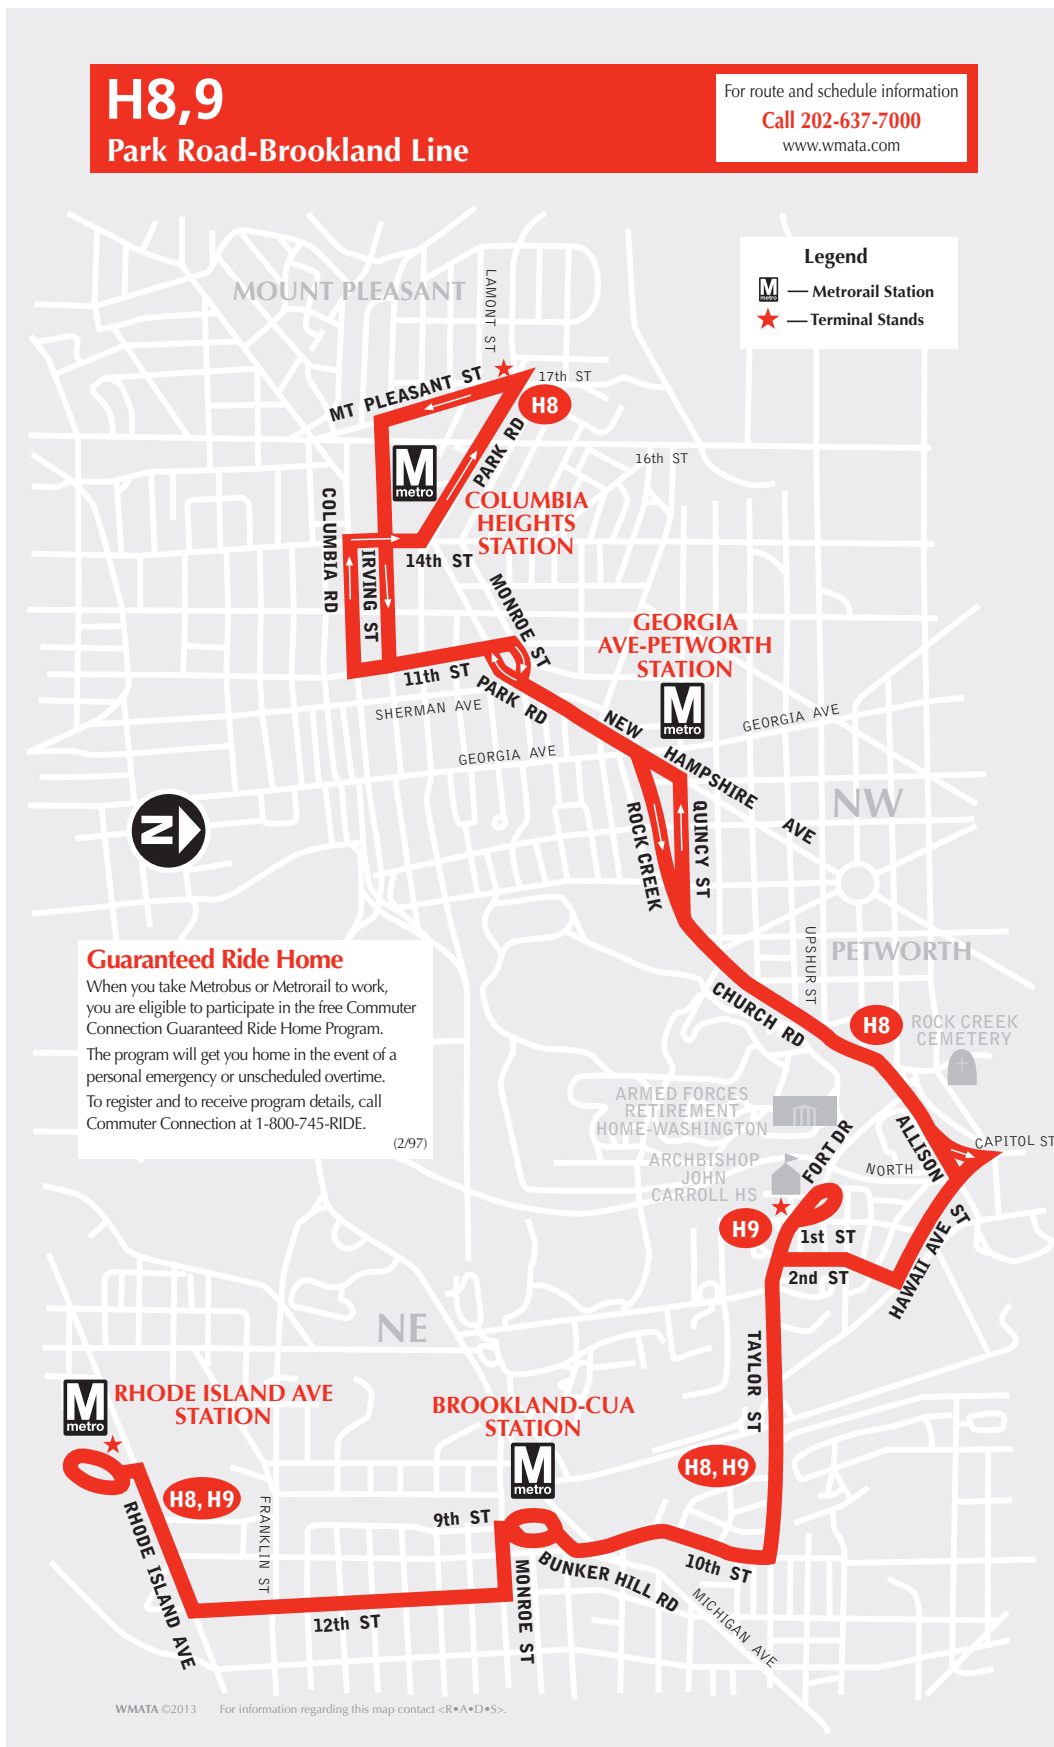 H8,9
Park Road-Brookland Line
For route and schedule information
Call 202-637-7000
www.wmata.com
Legend
M metro — Metrorail Station
— Terminal Stands
MOUNT PLEASANT
LAMONT ST
MT PLEASANT ST
17th ST
H8
PARK RD
16th ST
M
metro
COLUMBIA
HEIGHTS
STATION
COLUMBIA RD
IRVING ST
14th ST
MONROE ST
GEORGIA
AVE-PETWORTH
STATION
M
metro
11th ST
PARK RD
SHERMAN AVE
GEORGIA AVE
GEORGIA AVE
NEW HAMPSHIRE AVE
N
NW
ROCK CREEK
QUINCY ST
UPSHUR ST
PETWORTH
CHURCH RD
H8
ROCK CREEK
CEMETERY
Guaranteed Ride Home
When you take Metrobus or Metrorail to work,
you are eligible to participate in the free Commuter
Connection Guaranteed Ride Home Program.
The program will get you home in the event of a
personal emergency or unscheduled overtime.
To register and to receive program details, call
Commuter Connection at 1-800-745-RIDE.
(2/97)
ARMED FORCES
RETIREMENT
HOME-WASHINGTON
ARCHBISHOP
JOHN
CARROLL HS
FORT DR
ALLISON ST
NORTH CAPITOL ST
H9
1st ST
2nd ST
HAWAII AVE
NE
TAYLOR ST
M
metro
RHODE ISLAND AVE
STATION
BROOKLAND-CUA
STATION
M
metro
H8, H9
H8, H9
FRANKLIN ST
9th ST
RHODE ISLAND AVE
12th ST
MONROE ST
BUNKER HILL RD
10th ST
MICHIGAN AVE
WMATA ©2013 For information regarding this map contact <R•A•D•S>.